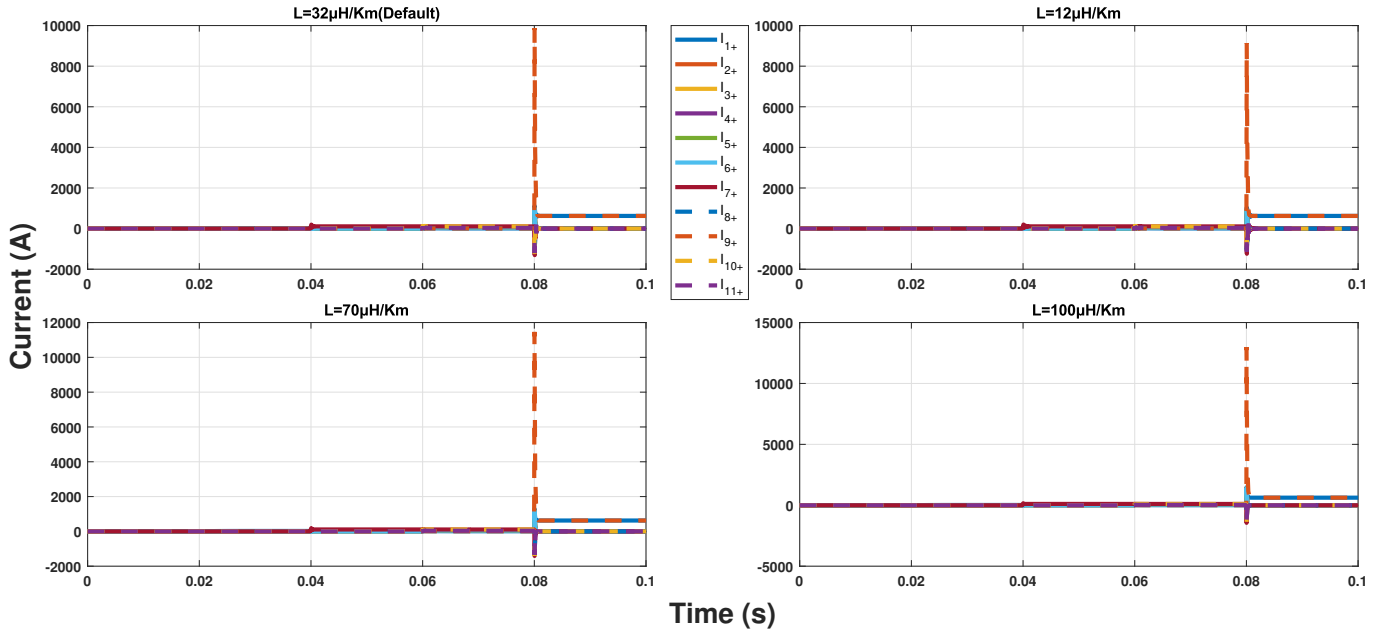 L=32µH/Km(Default)
10000
8000
6000
4000
2000
0
-2000
0 0.02 0.04 0.06 0.08 0.1
I1+
I2+
I3+
I4+
I5+
I6+
I7+
I8+
I9+
I10+
I11+
L=12µH/Km
10000
8000
6000
4000
2000
0
-2000
0 0.02 0.04 0.06 0.08 0.1
Current (A)
L=70µH/Km
12000
10000
8000
6000
4000
2000
0
-2000
0 0.02 0.04 0.06 0.08 0.1
L=100µH/Km
15000
10000
5000
0
-5000
0 0.02 0.04 0.06 0.08 0.1
Time (s)